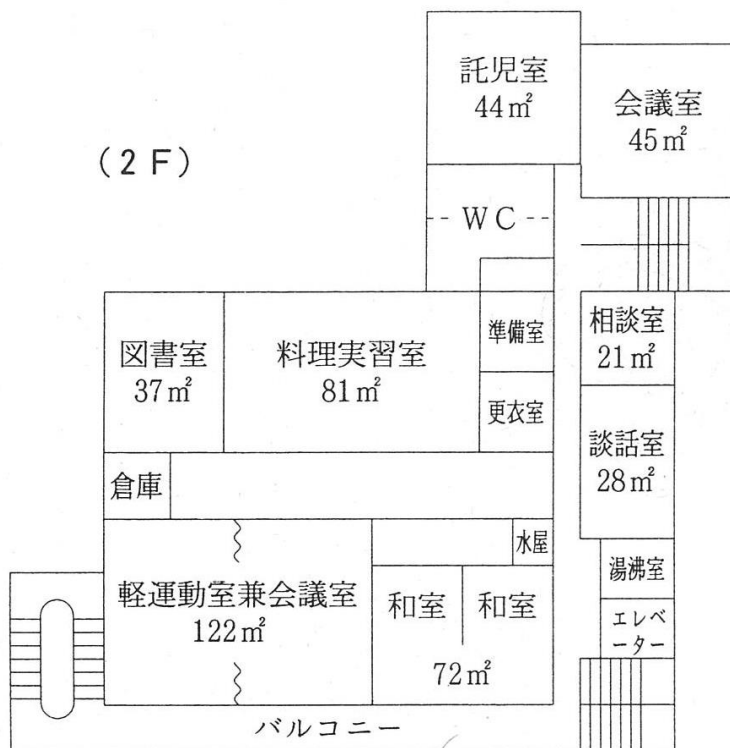 託児室
44㎡
会議室
45㎡
(2F)
WC
図書室
37㎡
料理実習室
81㎡
準備室
更衣室
相談室
21㎡
談話室
28㎡
倉庫
水屋
湯沸室
軽運動室兼会議室
122㎡
和室
和室
72㎡
エレベ
ーター
バルコニー